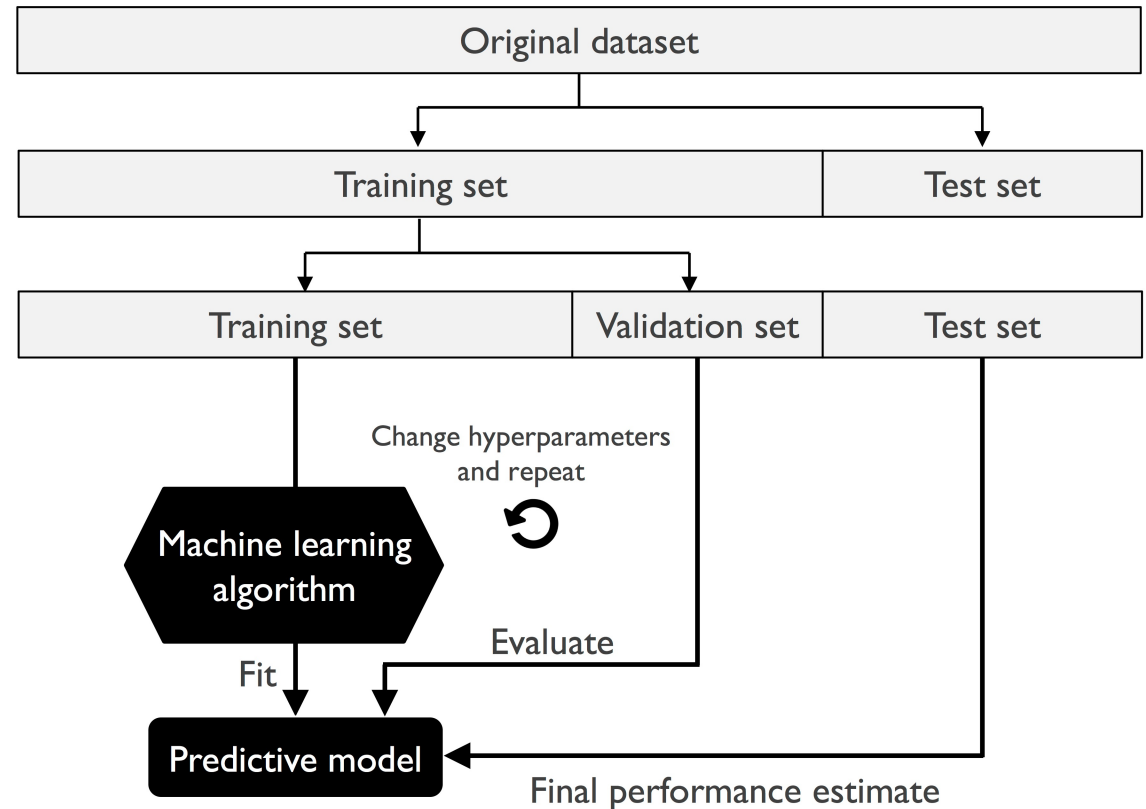 Original dataset
Training set
Test set
Training set
Validation set
Test set
Change hyperparameters
and repeat
Machine learning
algorithm
Evaluate
Fit
Predictive model
Final performance estimate